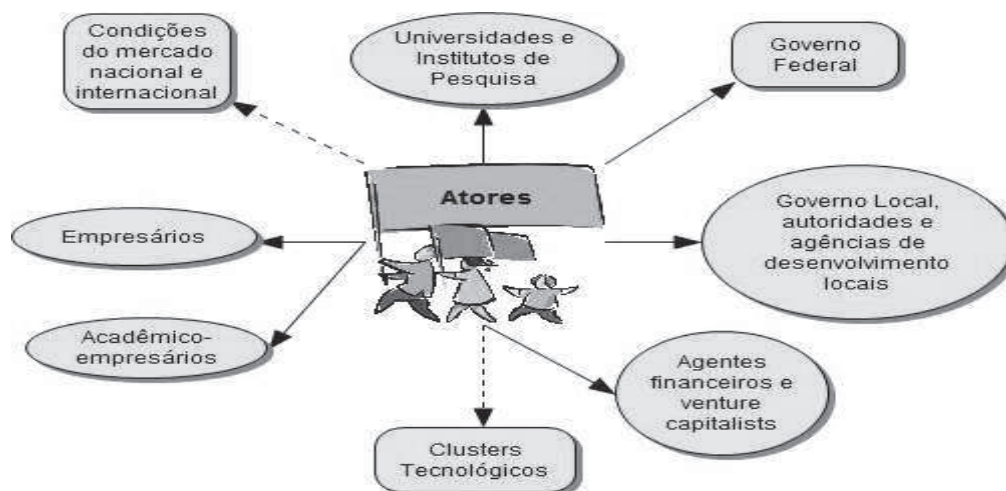 Condições
do mercado
nacional e
internacional
Universidades e
Institutos de
Pesquisa
Governo
Federal
Atores
Empresários
Governo Local,
autoridades e
agências de
desenvolvimento
locais
Acadêmico-
empresários
Agentes
financeiros e
venture
capitalists
Clusters
Tecnológicos